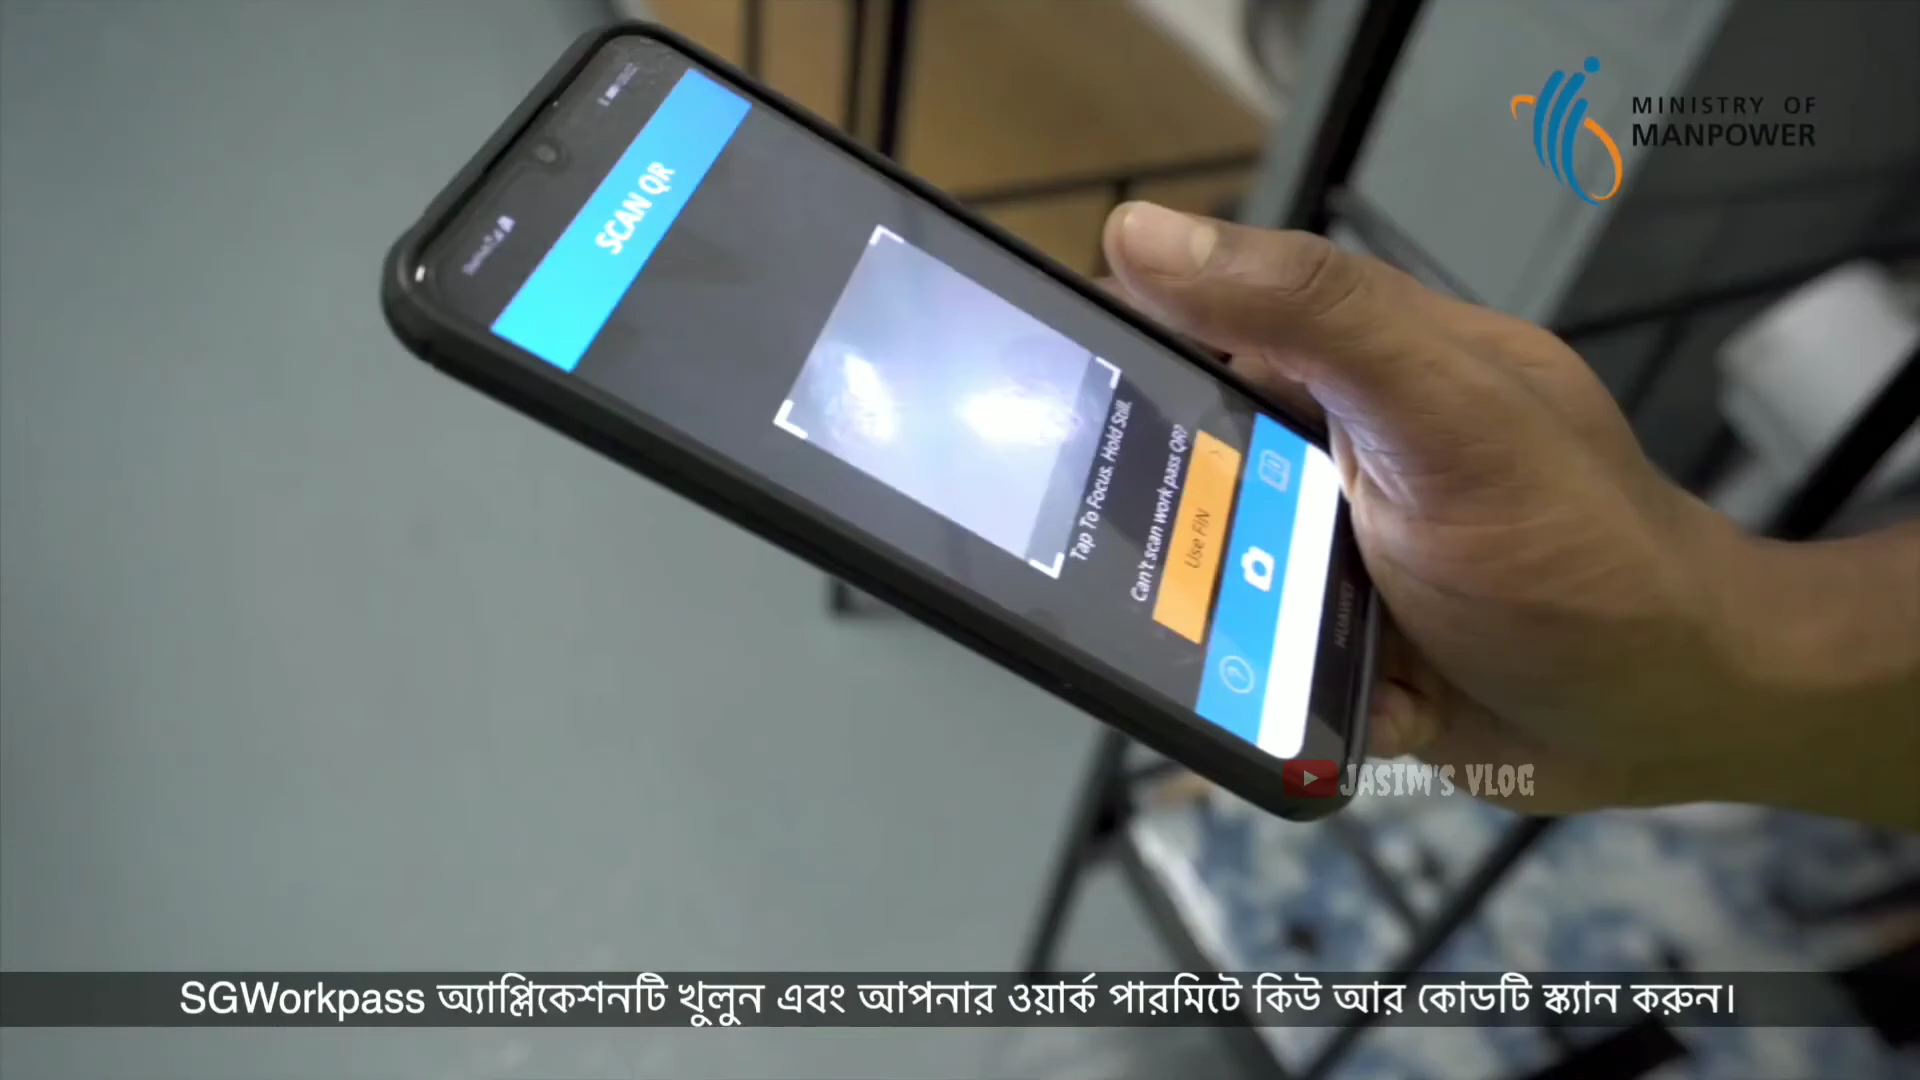 MINISTRY OF
MANPOWER
SCAN QR
Tap To Focus. Hold Still.
Can't scan work pass QR?
Use FIN
HUAWEI
JASIM'S VLOG
SGWorkpass অ্যাপ্লিকেশনটি খুলুন এবং আপনার ওয়ার্ক পারমিটে কিউ আর কোডটি স্ক্যান করুন।